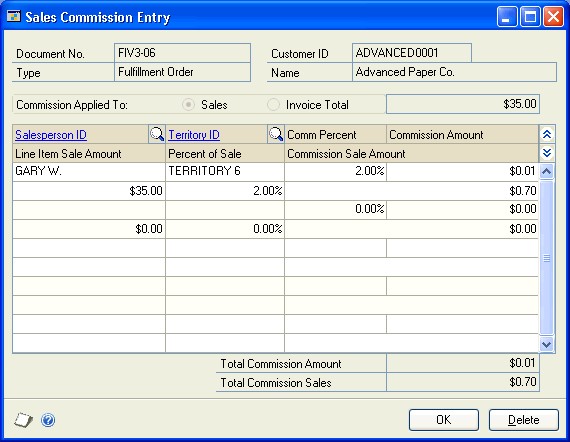 Sales Commission Entry
Document No. FIV3-06 Customer ID ADVANCED0001
Type Fulfillment Order Name Advanced Paper Co.
Commission Applied To: Sales Invoice Total $35.00
Salesperson ID Territory ID Comm Percent Commission Amount
Line Item Sale Amount Percent of Sale Commission Sale Amount
GARY W. TERRITORY 6 2.00% $0.01
$35.00 2.00% $0.70
0.00% $0.00
$0.00 0.00% $0.00
Total Commission Amount $0.01
Total Commission Sales $0.70
OK Delete